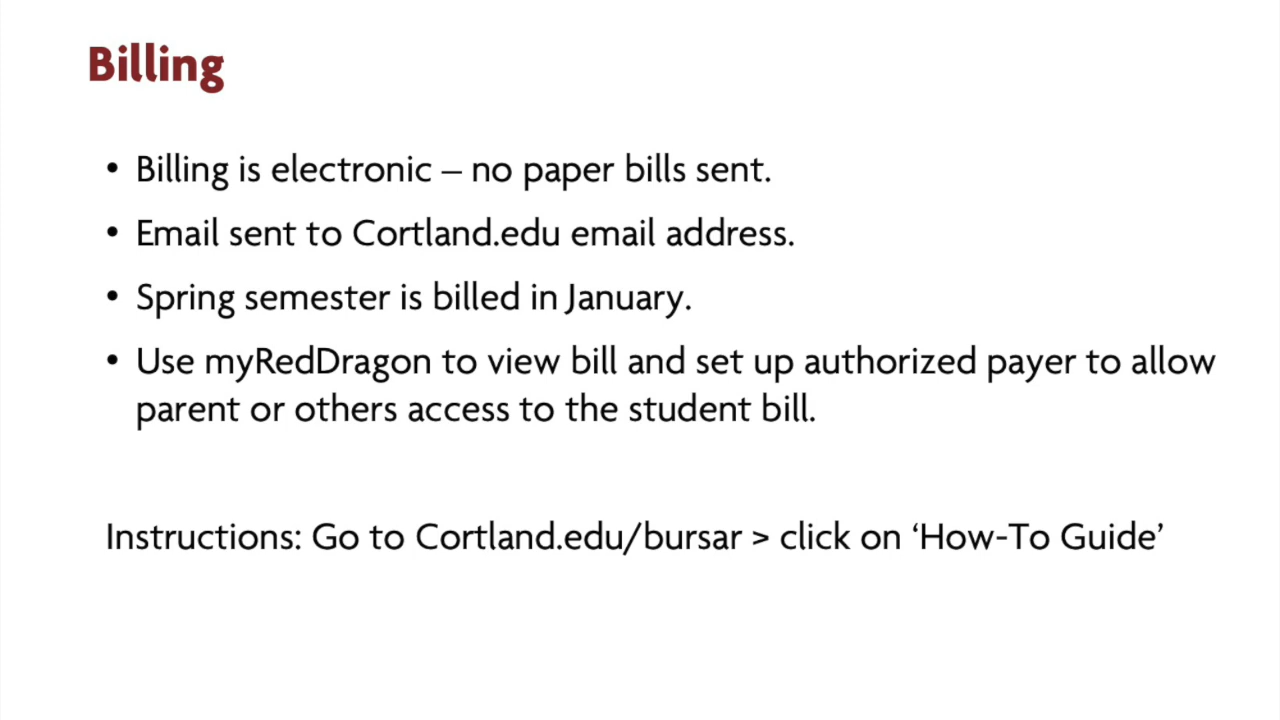 Billing
• Billing is electronic – no paper bills sent.
• Email sent to Cortland.edu email address.
• Spring semester is billed in January.
• Use myRedDragon to view bill and set up authorized payer to allow
parent or others access to the student bill.
Instructions: Go to Cortland.edu/bursar > click on ‘How-To Guide’